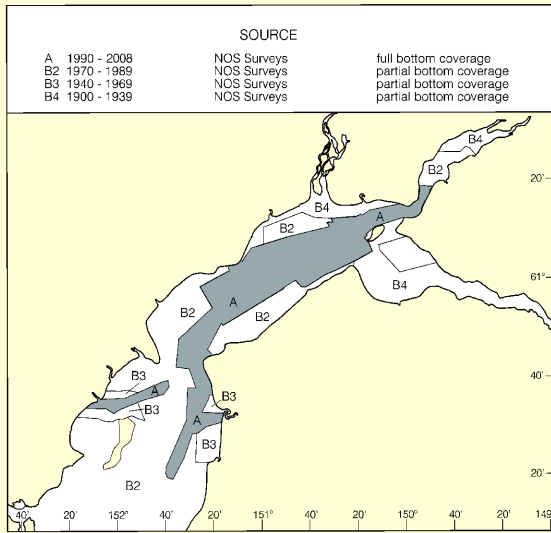 SOURCE
A 1990 - 2008 NOS Surveys full bottom coverage
B2 1970 - 1989 NOS Surveys partial bottom coverage
B3 1940 - 1969 NOS Surveys partial bottom coverage
B4 1900 - 1939 NOS Surveys partial bottom coverage
B4
B2
20'
B4
A
B2
61°
B4
A
B2
B2
40'
B3
A
B3
B3
A
B3
20'
B2
40' 20' 152° 40' 20' 151° 40' 20' 150° 40' 20' 149